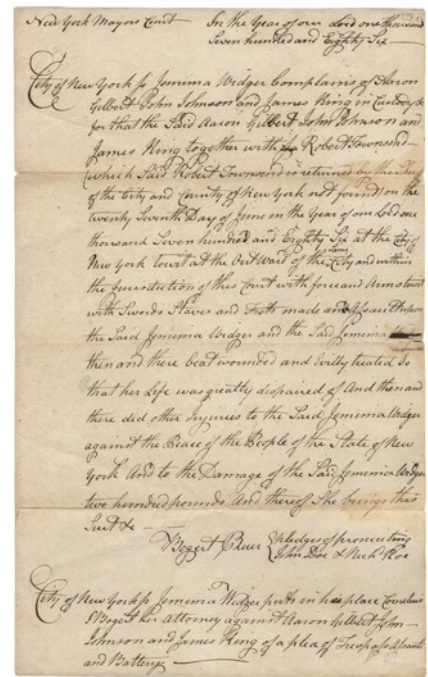 New York Mayors Court In the Year of our Lord one thousand
Seven hundred and Eighty Six
City of New York ss Jemima Widger Complains of Aaron
Gilbert John Johnson and James King in Custody &c
for that the Said Aaron Gilbert John Johnson and
James King together with Robert Townsend
(which Said Robert Townsend is returned by the Sheriff
of the City and County of New York not found) on the
twenty Seventh Day of June in the Year of our Lord one
thousand Seven hundred and Eighty Six at the City of
New York to wit at the Out Ward of the Same City and within
the Jurisdiction of this Court with force and Arms to wit
with Swords Staves and Fists made an Assault upon
the Said Jemima Widger and the Said Jemima
then and there beat wounded and Evilly treated So
that her Life was greatly dispaired of And then and
there did other Injuries to the Said Jemima Widger
against the Peace of the People of the State of New
York And to the Damage of the Said Jemima Widger
two hundred pounds And thereof She brings this
Suit &c
Bogert pledges of prosecuting
John Doe & Rich'd Roe
City of New York ss Jemima Widger puts in her place Cornelius
J Bogert her Attorney against Aaron Gilbert John
Johnson and James King of a plea of Trespass Assault
and Battery